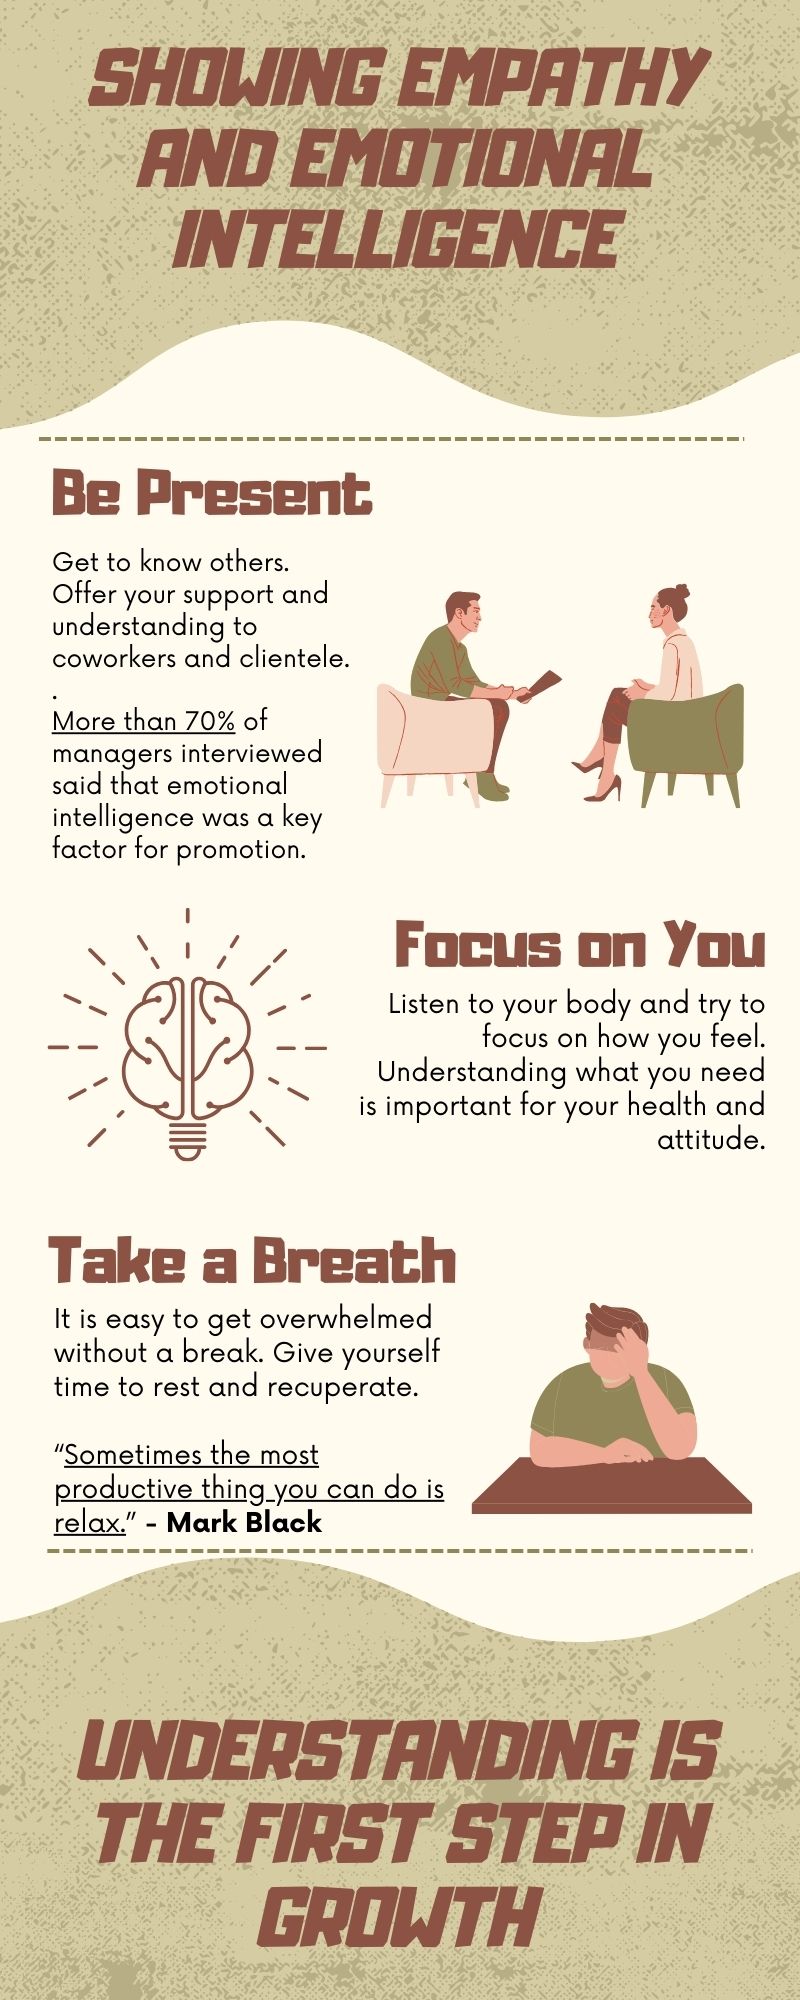 SHOWING EMPATHY
AND EMOTIONAL
INTELLIGENCE
Be Present
Get to know others.
Offer your support and
understanding to
coworkers and clientele.
.
More than 70% of
managers interviewed
said that emotional
intelligence was a key
factor for promotion.
Focus on You
Listen to your body and try to
focus on how you feel.
Understanding what you need
is important for your health and
attitude.
Take a Breath
It is easy to get overwhelmed
without a break. Give yourself
time to rest and recuperate.
“Sometimes the most
productive thing you can do is
relax.” - Mark Black
UNDERSTANDING IS
THE FIRST STEP IN
GROWTH